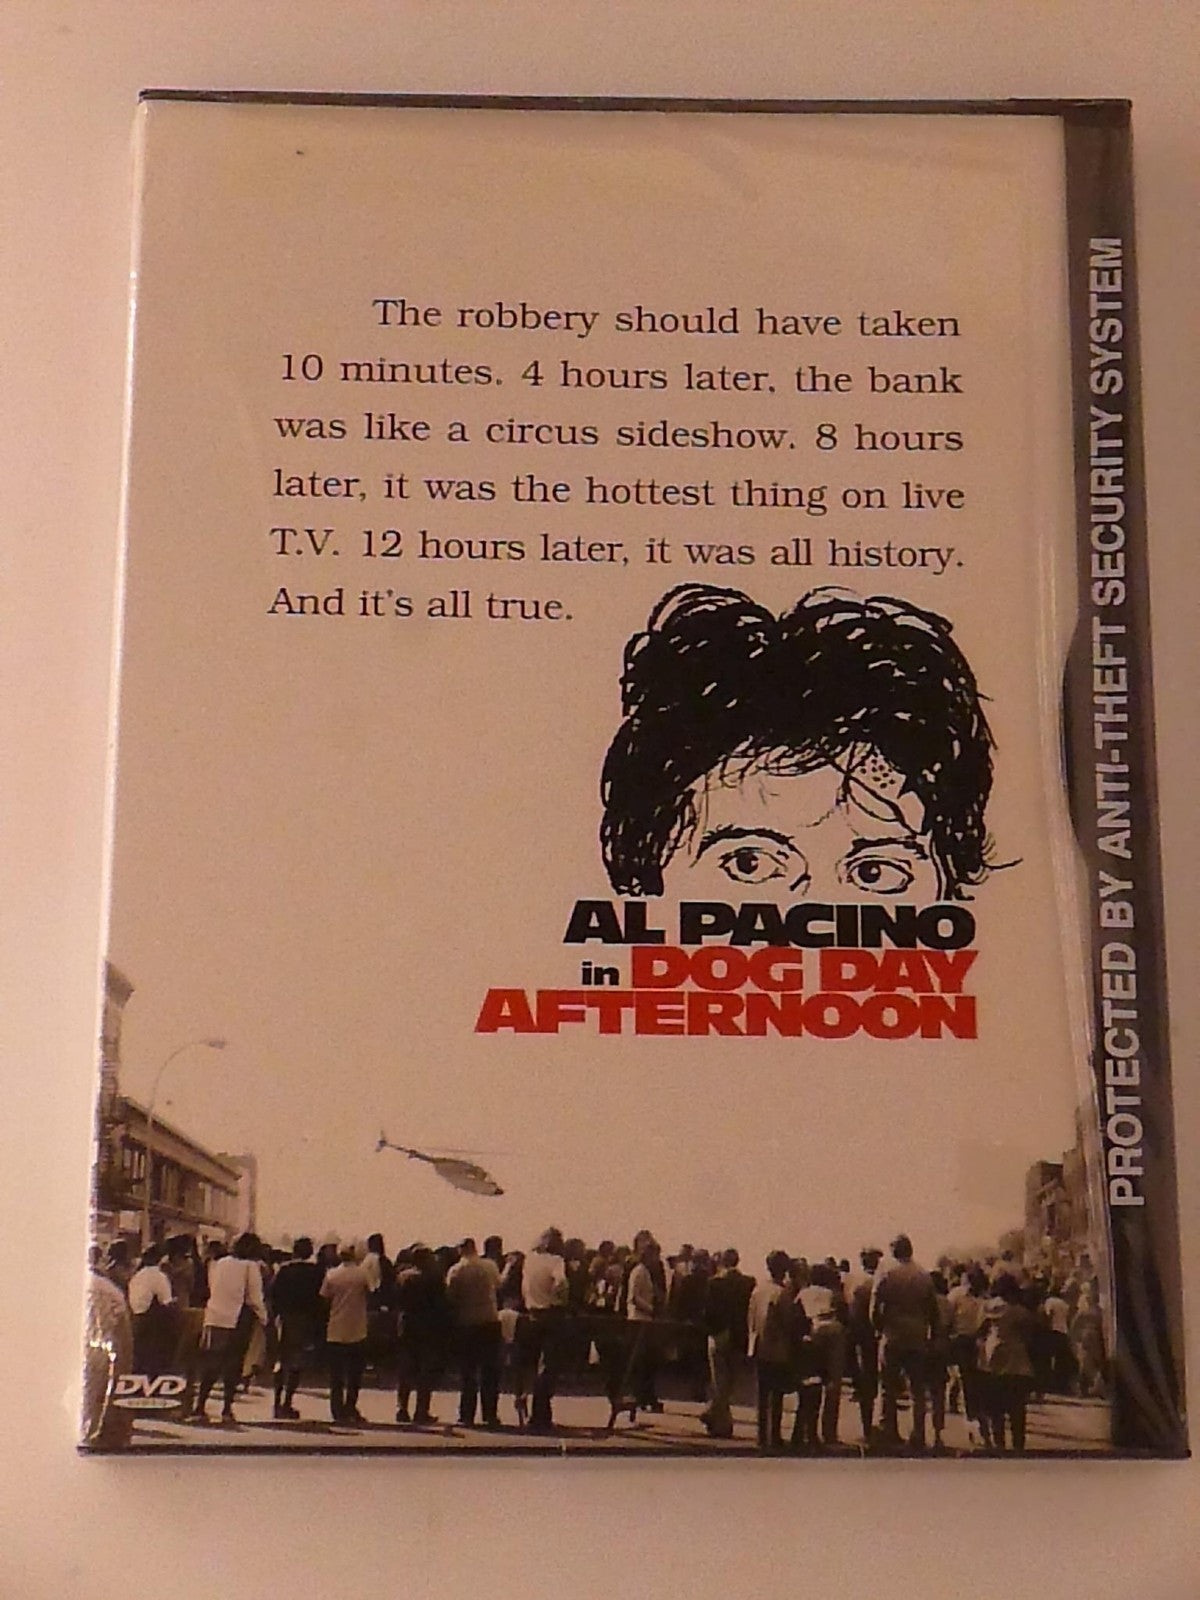 The robbery should have taken
10 minutes. 4 hours later, the bank
was like a circus sideshow. 8 hours
later, it was the hottest thing on live
T.V. 12 hours later, it was all history.
And it's all true.
AL PACINO
in DOG DAY
AFTERNOON
DVD
VIDEO
PROTECTED BY ANTI-THEFT SECURITY SYSTEM